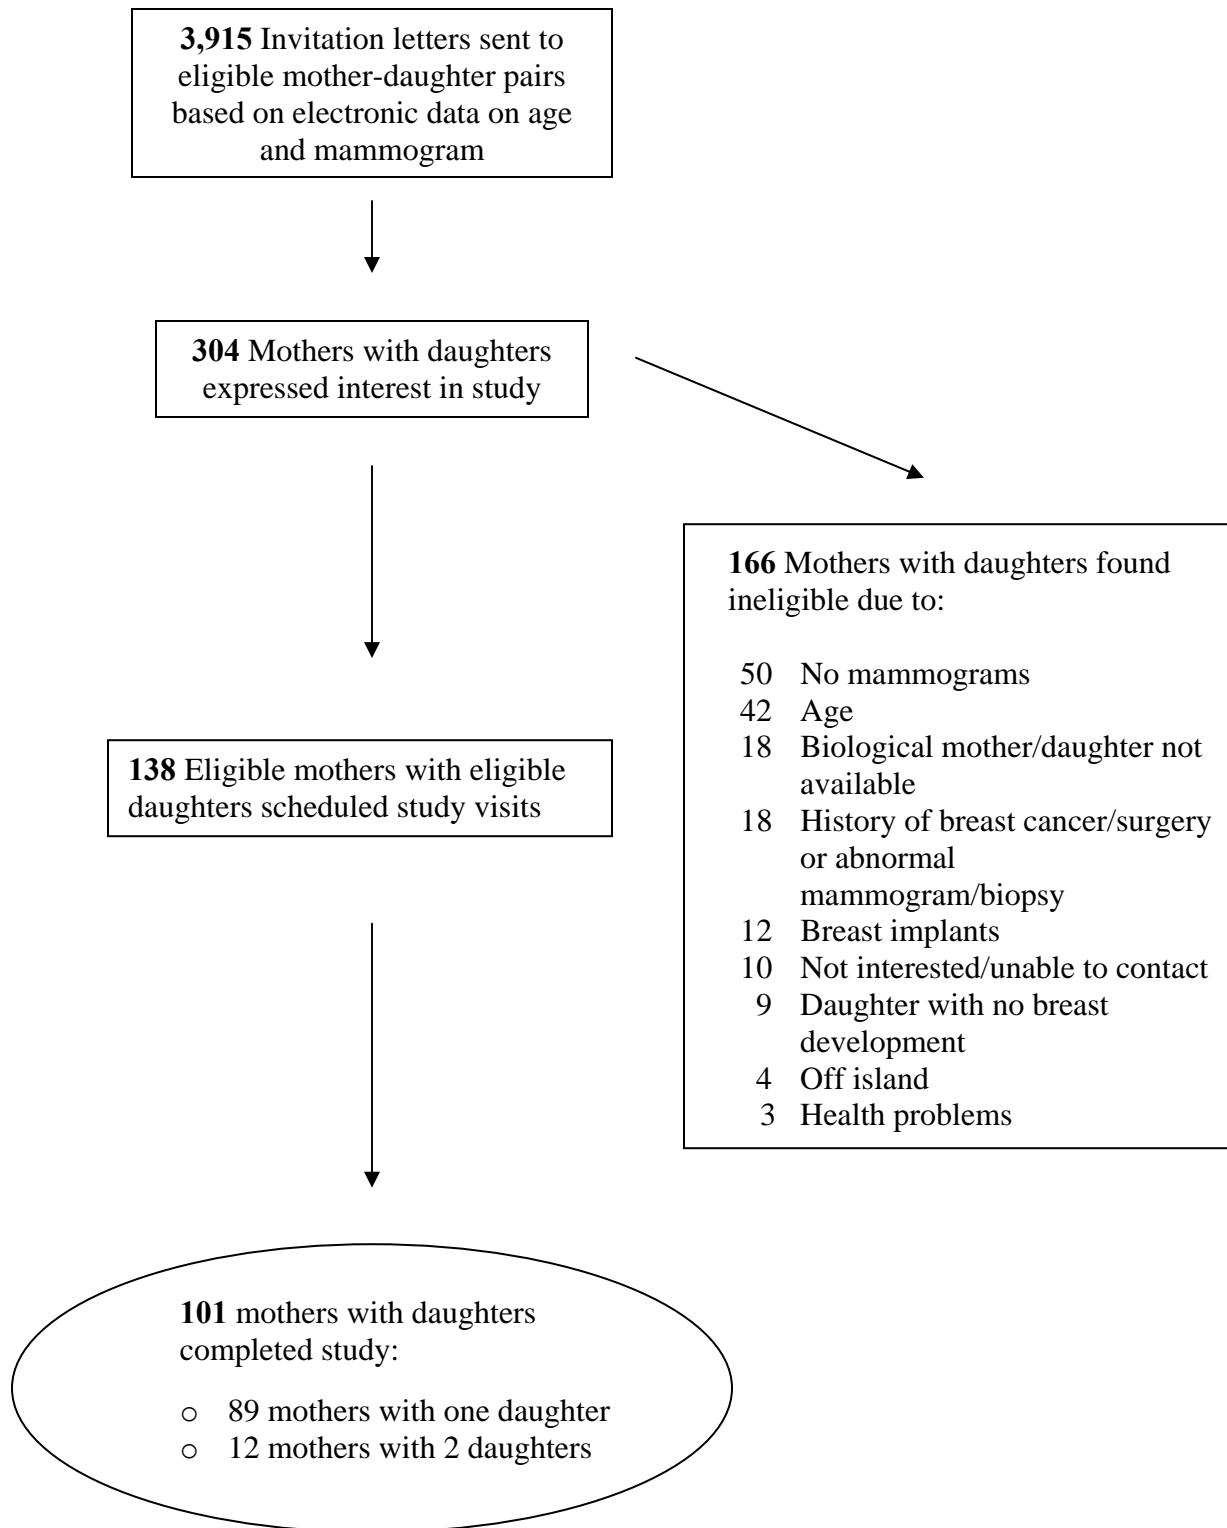 3,915 Invitation letters sent to
eligible mother-daughter pairs
based on electronic data on age
and mammogram
304 Mothers with daughters
expressed interest in study
166 Mothers with daughters found
ineligible due to:
50 No mammograms
42 Age
18 Biological mother/daughter not
available
18 History of breast cancer/surgery
or abnormal
mammogram/biopsy
12 Breast implants
10 Not interested/unable to contact
9 Daughter with no breast
development
4 Off island
3 Health problems
138 Eligible mothers with eligible
daughters scheduled study visits
101 mothers with daughters
completed study:
o 89 mothers with one daughter
o 12 mothers with 2 daughters